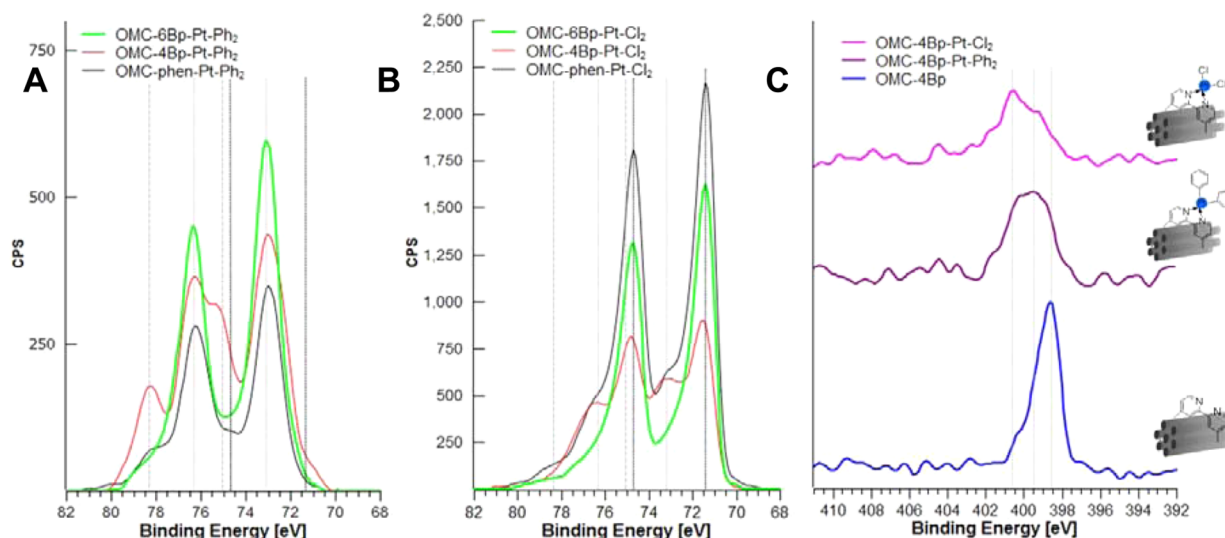 A
OMC-6Bp-Pt-Ph₂
OMC-4Bp-Pt-Ph₂
OMC-phen-Pt-Ph₂
750
500
250
CPS
82 80 78 76 74 72 70 68
Binding Energy [eV]
B
OMC-6Bp-Pt-Cl₂
OMC-4Bp-Pt-Cl₂
OMC-phen-Pt-Cl₂
2,500
2,250
2,000
1,750
1,500
1,250
1,000
750
500
250
CPS
82 80 78 76 74 72 70 68
Binding Energy [eV]
C
OMC-4Bp-Pt-Cl₂
OMC-4Bp-Pt-Ph₂
OMC-4Bp
Cl
N
N
N
N
N
N
408 406 404 402 400 398 396 394 392
Binding Energy [eV]